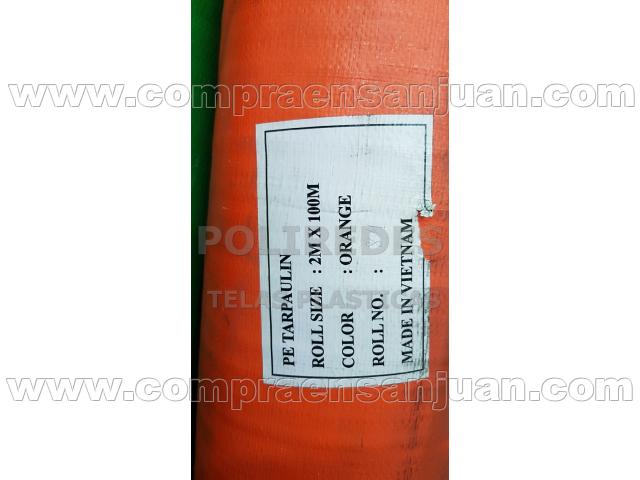 www.compraensanjuan.com
PE TARPAULIN
ROLL SIZE : 2M X 100M
COLOR : ORANGE
ROLL NO. :
MADE IN VIETNAM
POLIREDES
TELAS PLASTICAS
www.compraensanjuan.com